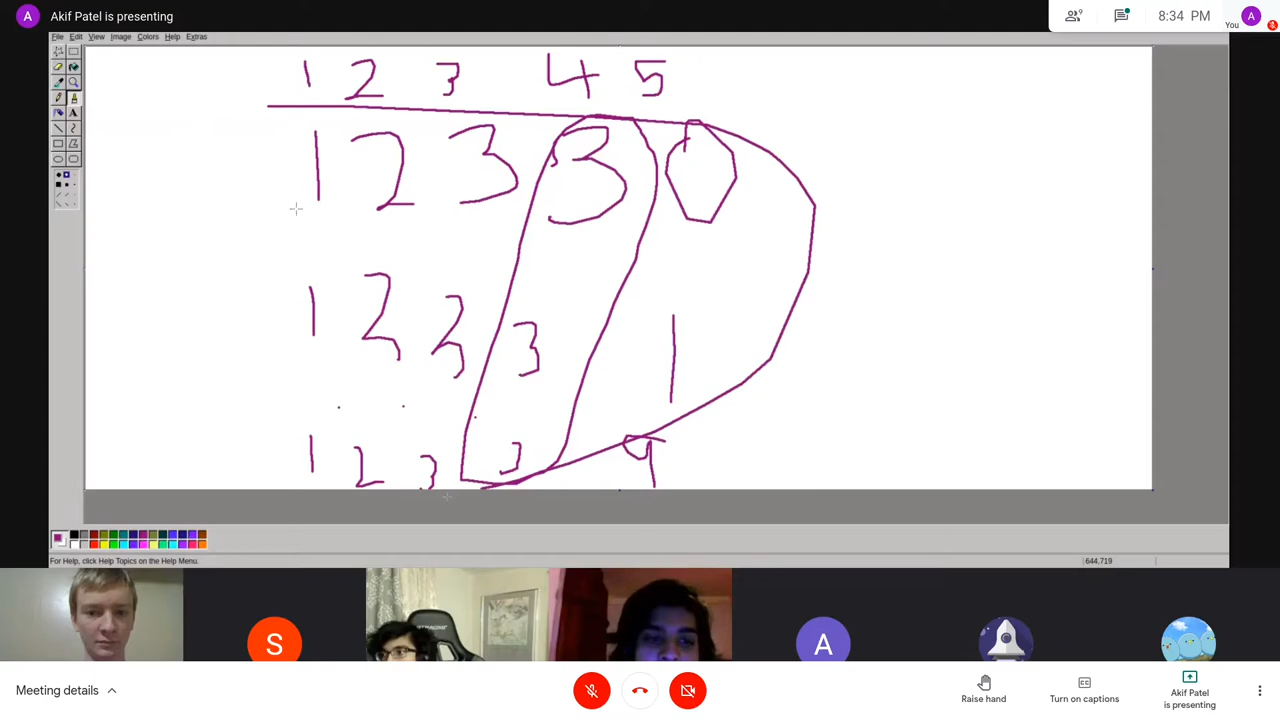 A Akif Patel is presenting
9 8:34 PM A
You
File Edit View Image Colors Help Extras
1 2 3 4 5
1 2 3 3 0
1 2 3 3 1
1 2 3 3 9
For Help, click Help Topics on the Help Menu.
644,719
S
A
Meeting details
Raise hand
Turn on captions
Akif Patel
is presenting